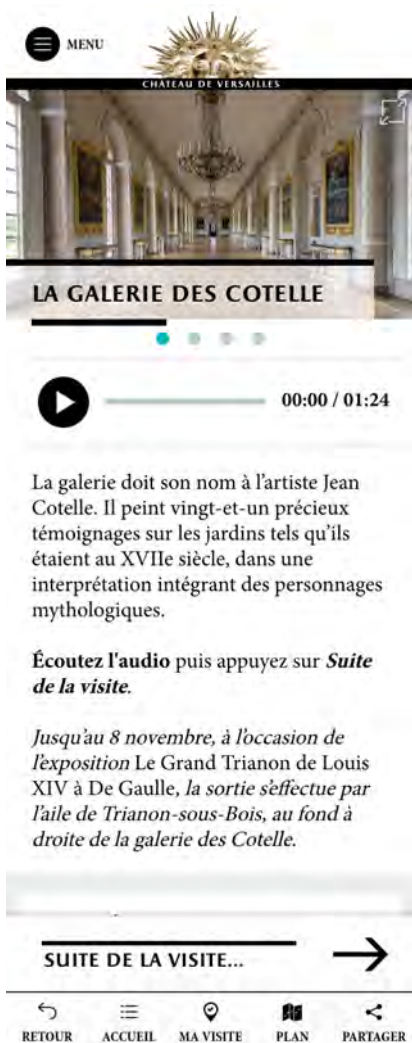 MENU
CHÂTEAU DE VERSAILLES
LA GALERIE DES COTELLE
00:00 / 01:24
La galerie doit son nom à l'artiste Jean
Cotelle. Il peint vingt-et-un précieux
témoignages sur les jardins tels qu'ils
étaient au XVIIe siècle, dans une
interprétation intégrant des personnages
mythologiques.
Écoutez l'audio puis appuyez sur Suite
de la visite.
Jusqu'au 8 novembre, à l'occasion de
l'exposition Le Grand Trianon de Louis
XIV à De Gaulle, la sortie s'effectue par
l'aile de Trianon-sous-Bois, au fond à
droite de la galerie des Cotelle.
SUITE DE LA VISITE...
RETOUR ACCUEIL MA VISITE PLAN PARTAGER